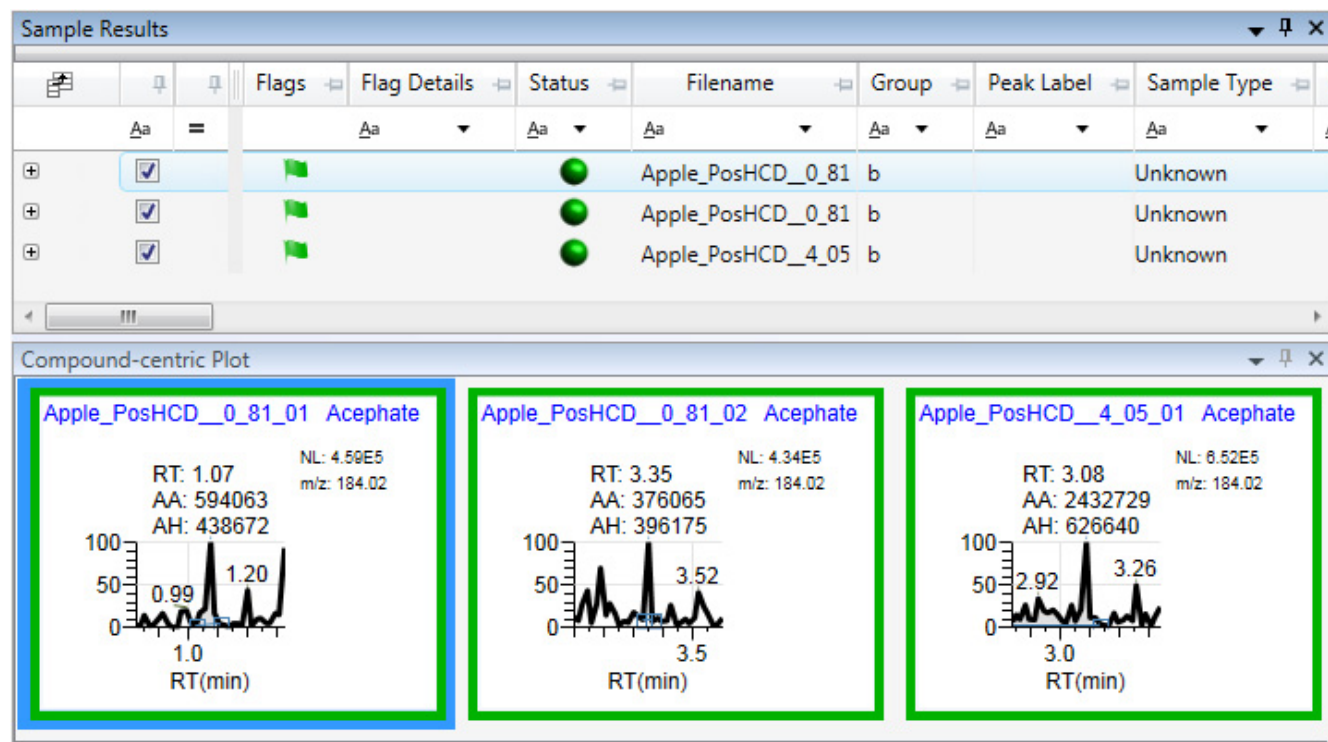 Sample Results
Flags Flag Details Status Filename Group Peak Label Sample Type
Aa = Aa Aa Aa Aa Aa Aa
Apple_PosHCD__0_81 b Unknown
Apple_PosHCD__0_81 b Unknown
Apple_PosHCD__4_05 b Unknown
Compound-centric Plot
Apple_PosHCD__0_81_01 Acephate
NL: 4.59E5
m/z: 184.02
RT: 1.07
AA: 594063
AH: 438672
100
50
0
0.99
1.20
1.0
RT(min)
Apple_PosHCD__0_81_02 Acephate
NL: 4.34E5
m/z: 184.02
RT: 3.35
AA: 376065
AH: 396175
100
50
0
3.52
3.5
RT(min)
Apple_PosHCD__4_05_01 Acephate
NL: 6.52E5
m/z: 184.02
RT: 3.08
AA: 2432729
AH: 626640
100
50
0
2.92
3.26
3.0
RT(min)